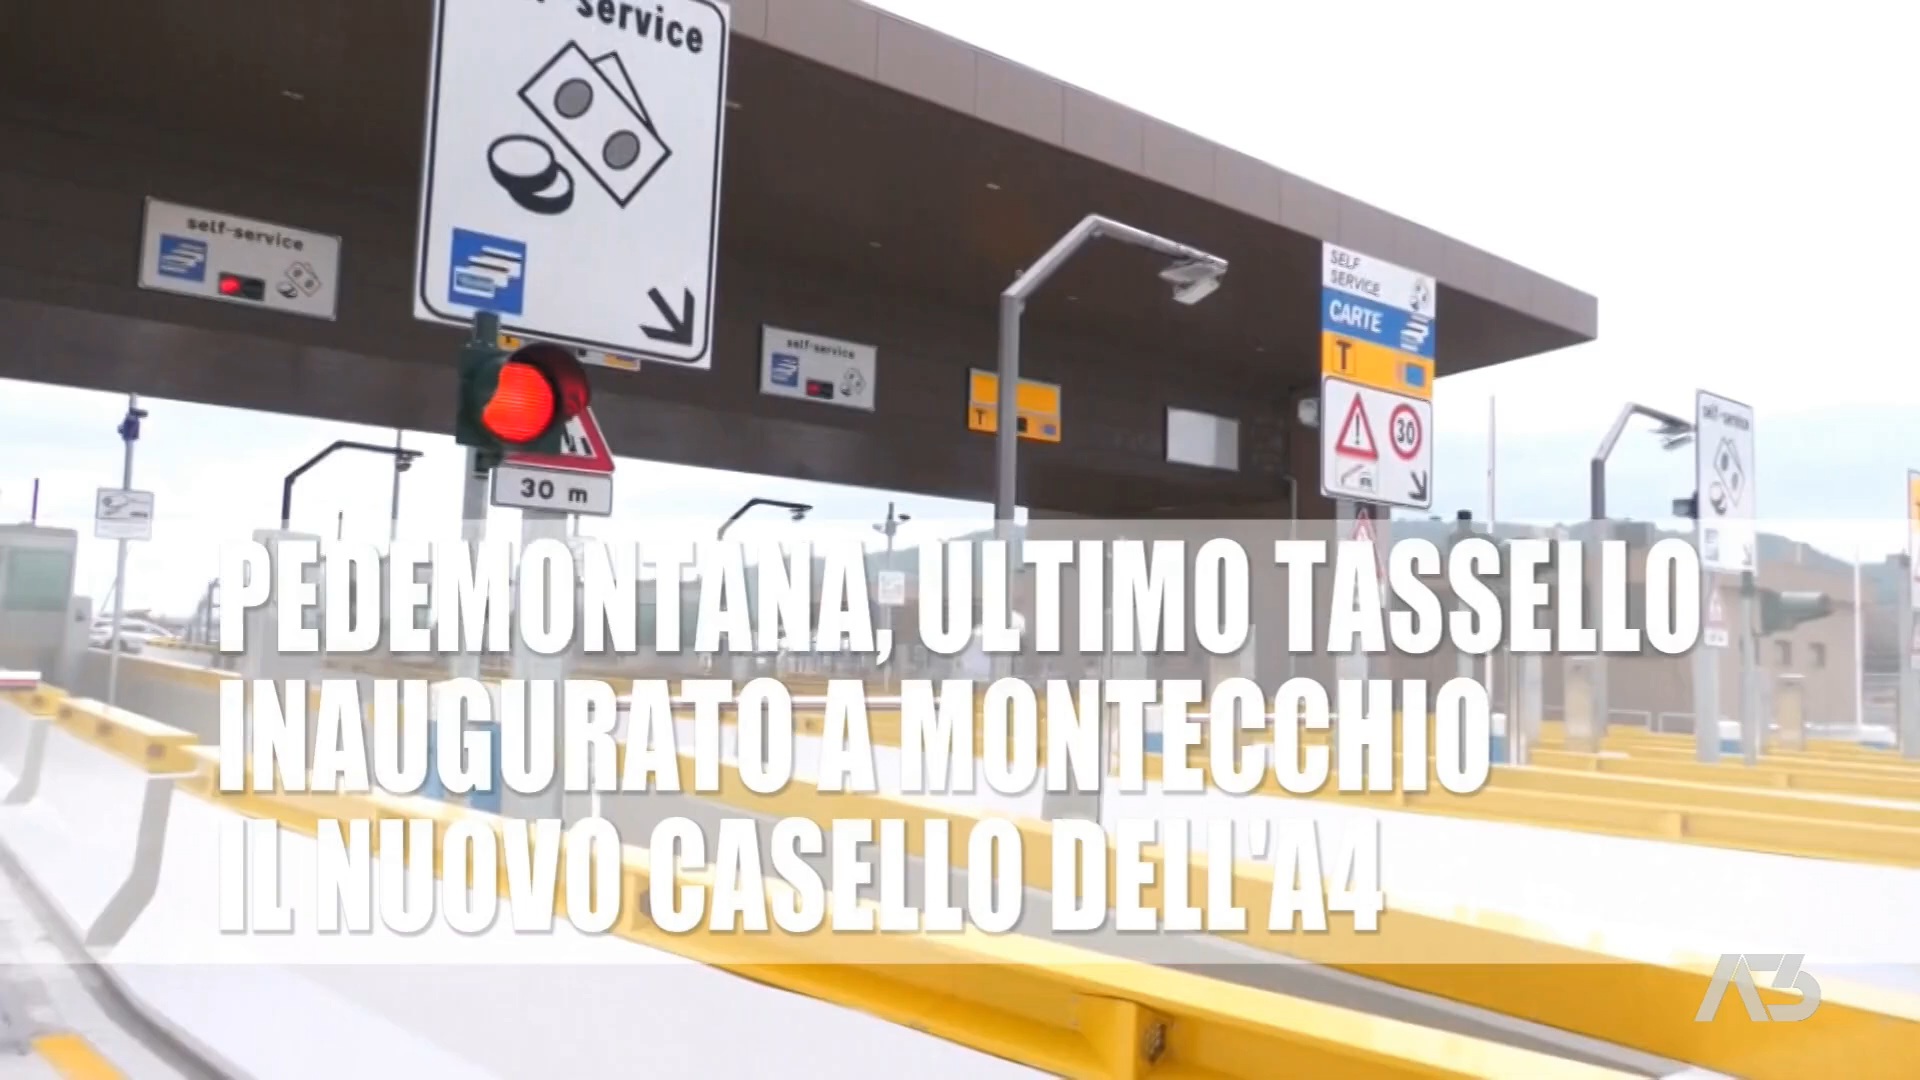 service
self-service
self-service
SELF
SERVICE
CARTE
T
T
30
self-service
30 m
PEDEMONTANA, ULTIMO TASSELLO
INAUGURATO A MONTECCHIO
IL NUOVO CASELLO DELL'A4
A3